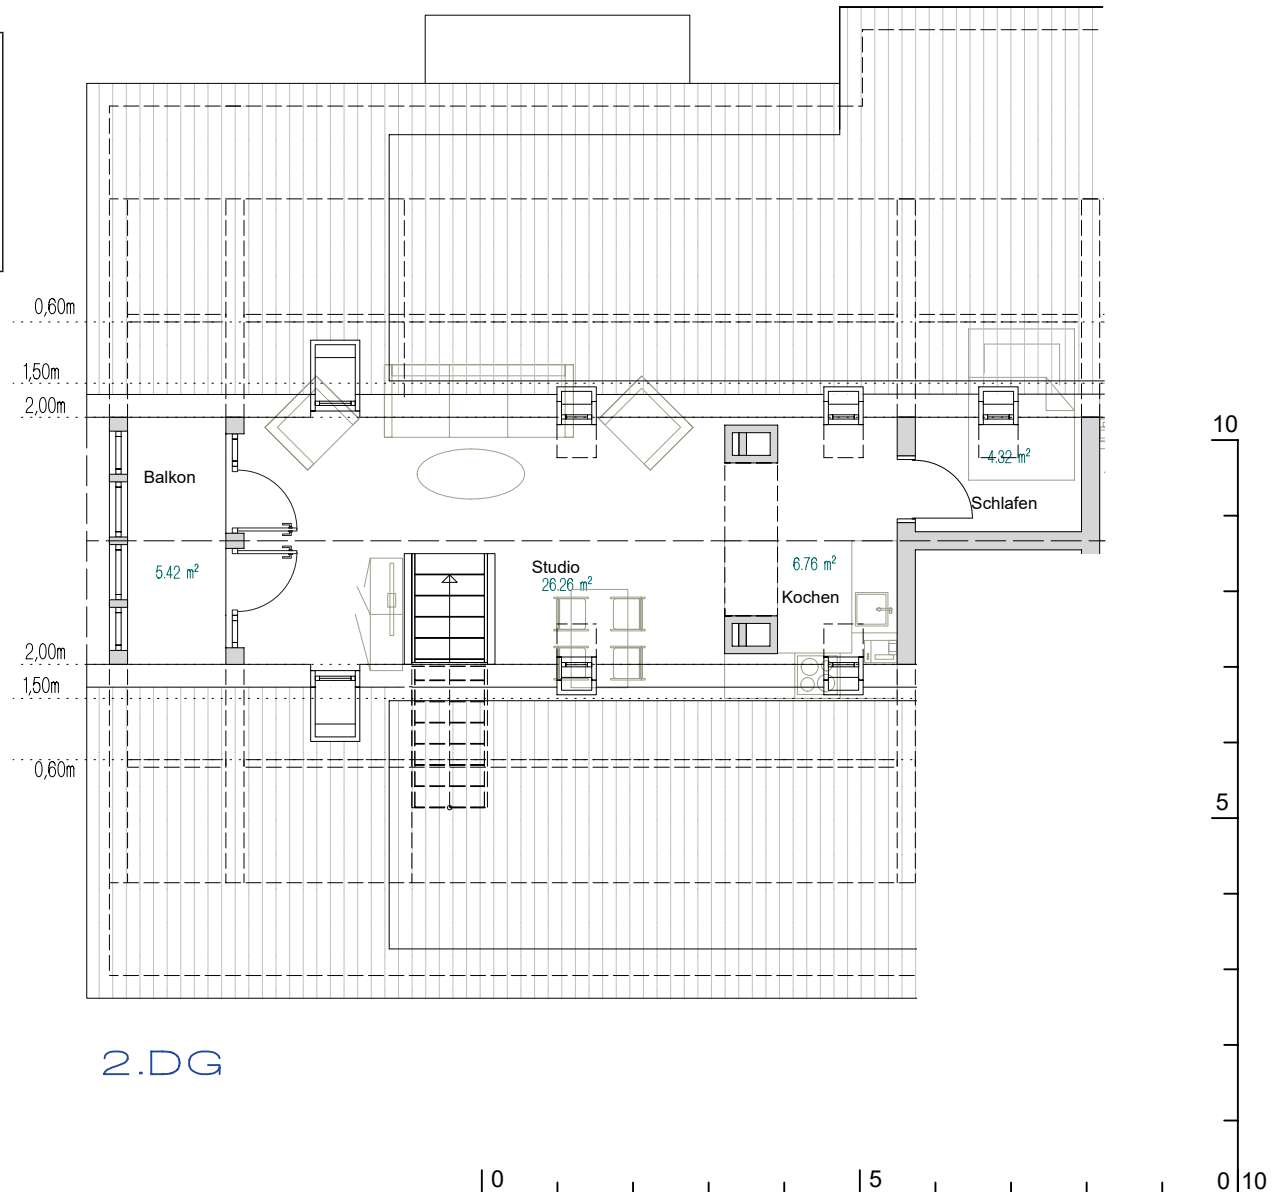 0,60m
1,50m
2,00m
10
Balkon
4.32 m²
Schlafen
Studio
5.42 m²
26.26 m²
6.76 m²
Kochen
2,00m
1,50m
0,60m
5
2.DG
0
5
0 10